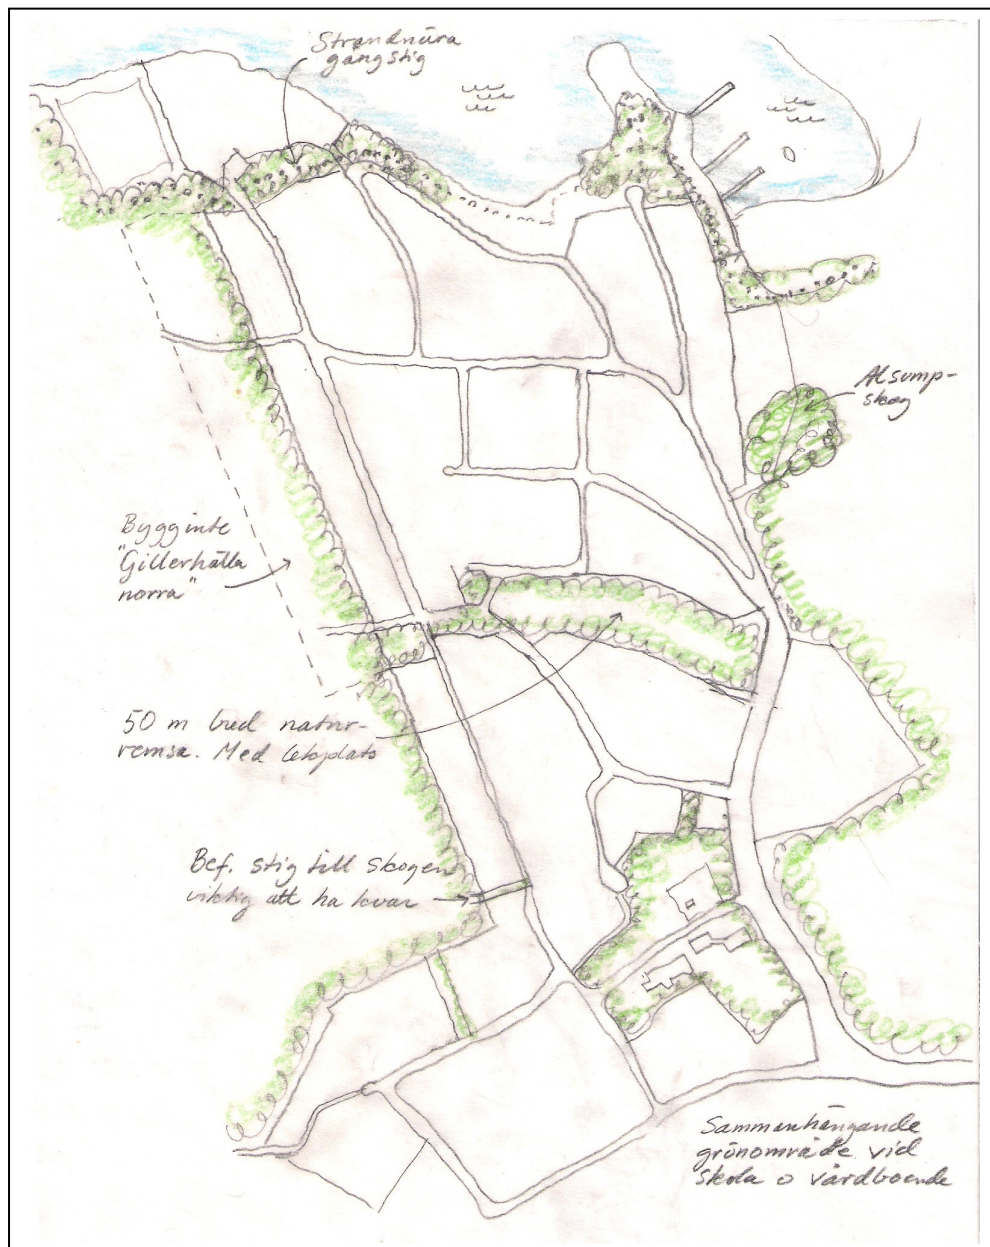 Strandnära
gångstig
Alsump-
skog
Bygg inte
"Gillerhälla
norra"
50 m bred natur-
remsa. Med lekplats
Bef. stig till skogen
viktig att ha kvar
Sammanhängande
grönområde vid
skola o vårdboende